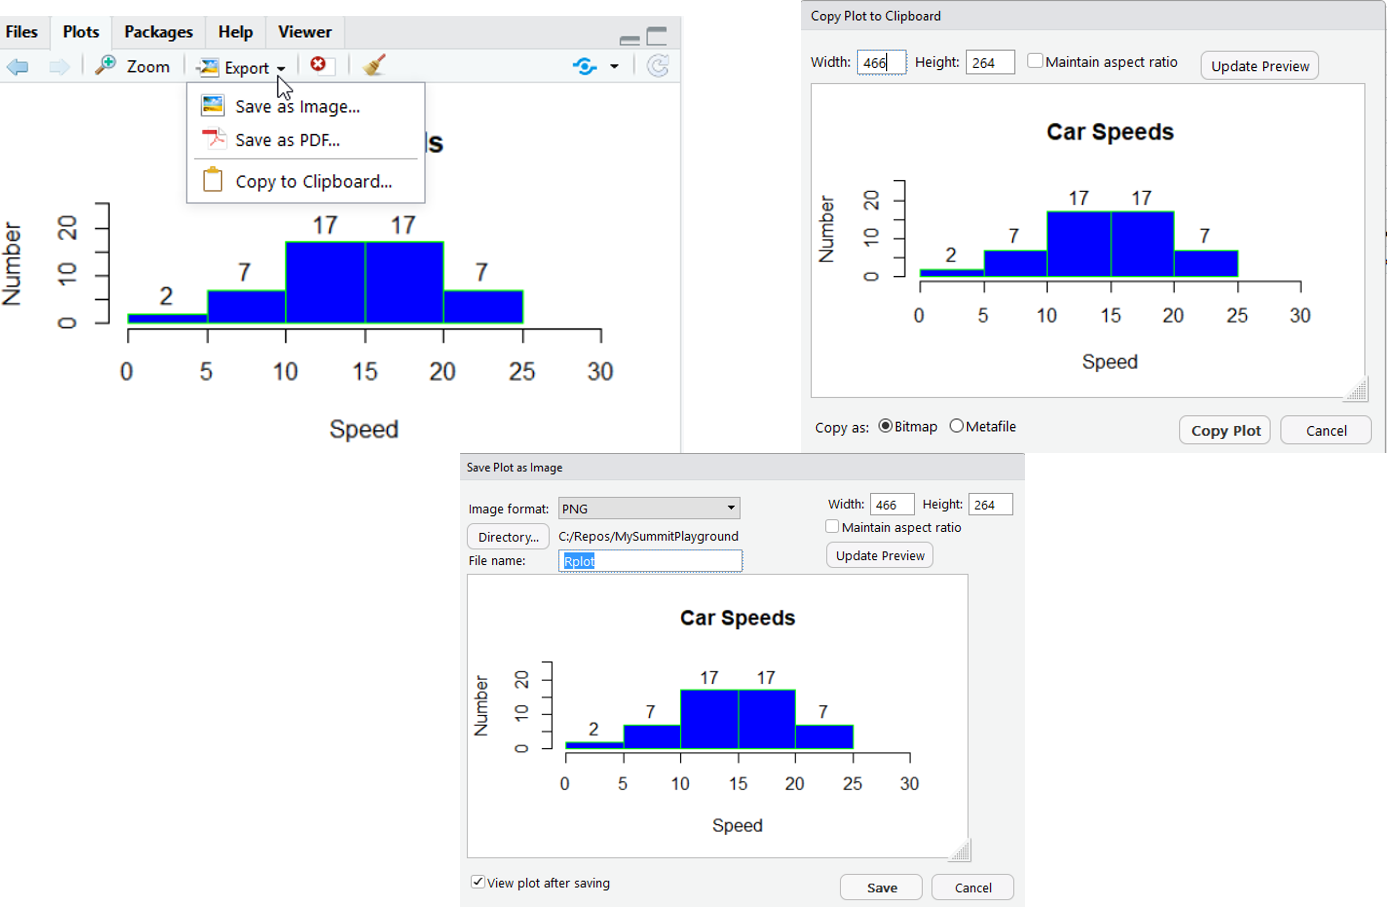 Files Plots Packages Help Viewer
Zoom Export
Save as Image...
Save as PDF...
Copy to Clipboard...
ds
Number
20
10
0
2 7 17 17 7
0 5 10 15 20 25 30
Speed
Copy Plot to Clipboard
Width: 466 Height: 264 Maintain aspect ratio Update Preview
Car Speeds
Number
20
10
0
2 7 17 17 7
0 5 10 15 20 25 30
Speed
Copy as: Bitmap Metafile Copy Plot Cancel
Save Plot as Image
Image format: PNG Width: 466 Height: 264
Directory... C:/Repos/MySummitPlayground Maintain aspect ratio
File name: Rplot Update Preview
Car Speeds
Number
20
10
0
2 7 17 17 7
0 5 10 15 20 25 30
Speed
View plot after saving Save Cancel